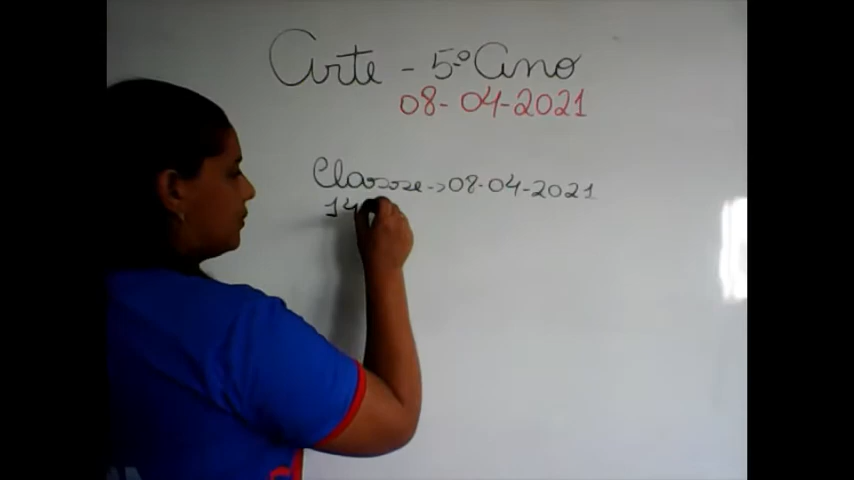 Arte - 5.º Ano
08-04-2021
Classe -> 08-04-2021
14